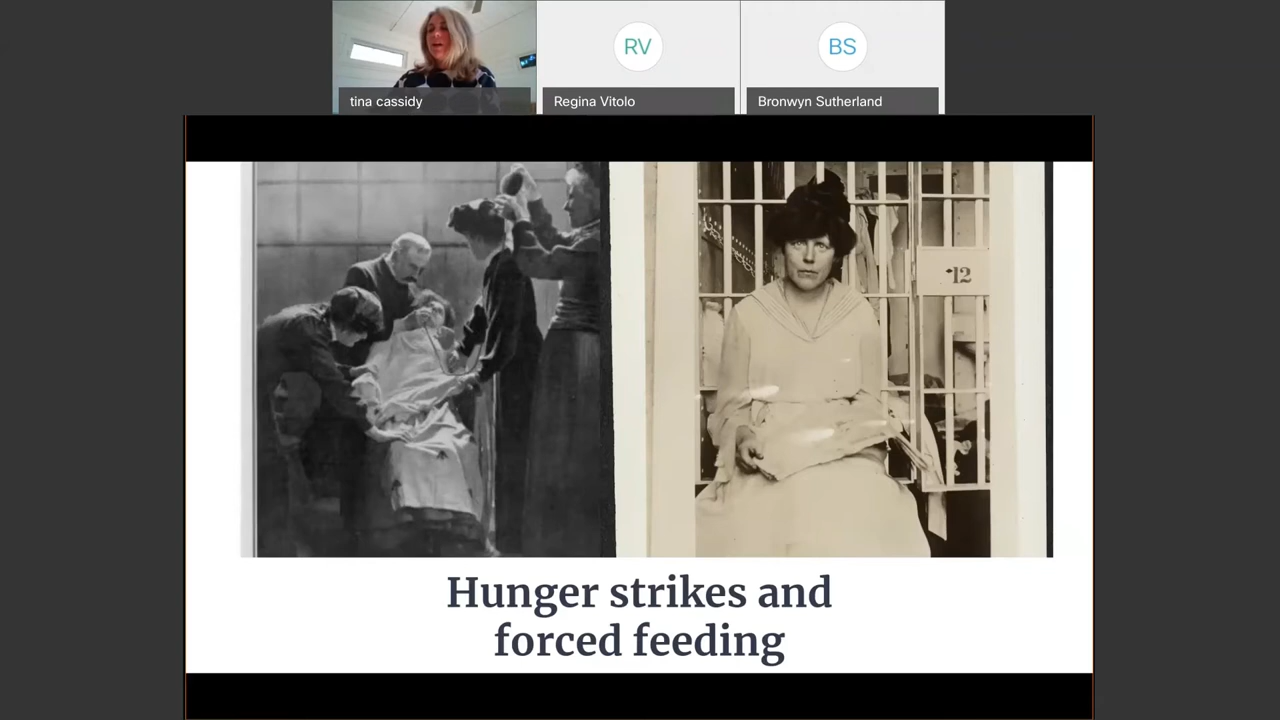 RV
BS
tina cassidy
Regina Vitolo
Bronwyn Sutherland
12
Hunger strikes and
forced feeding